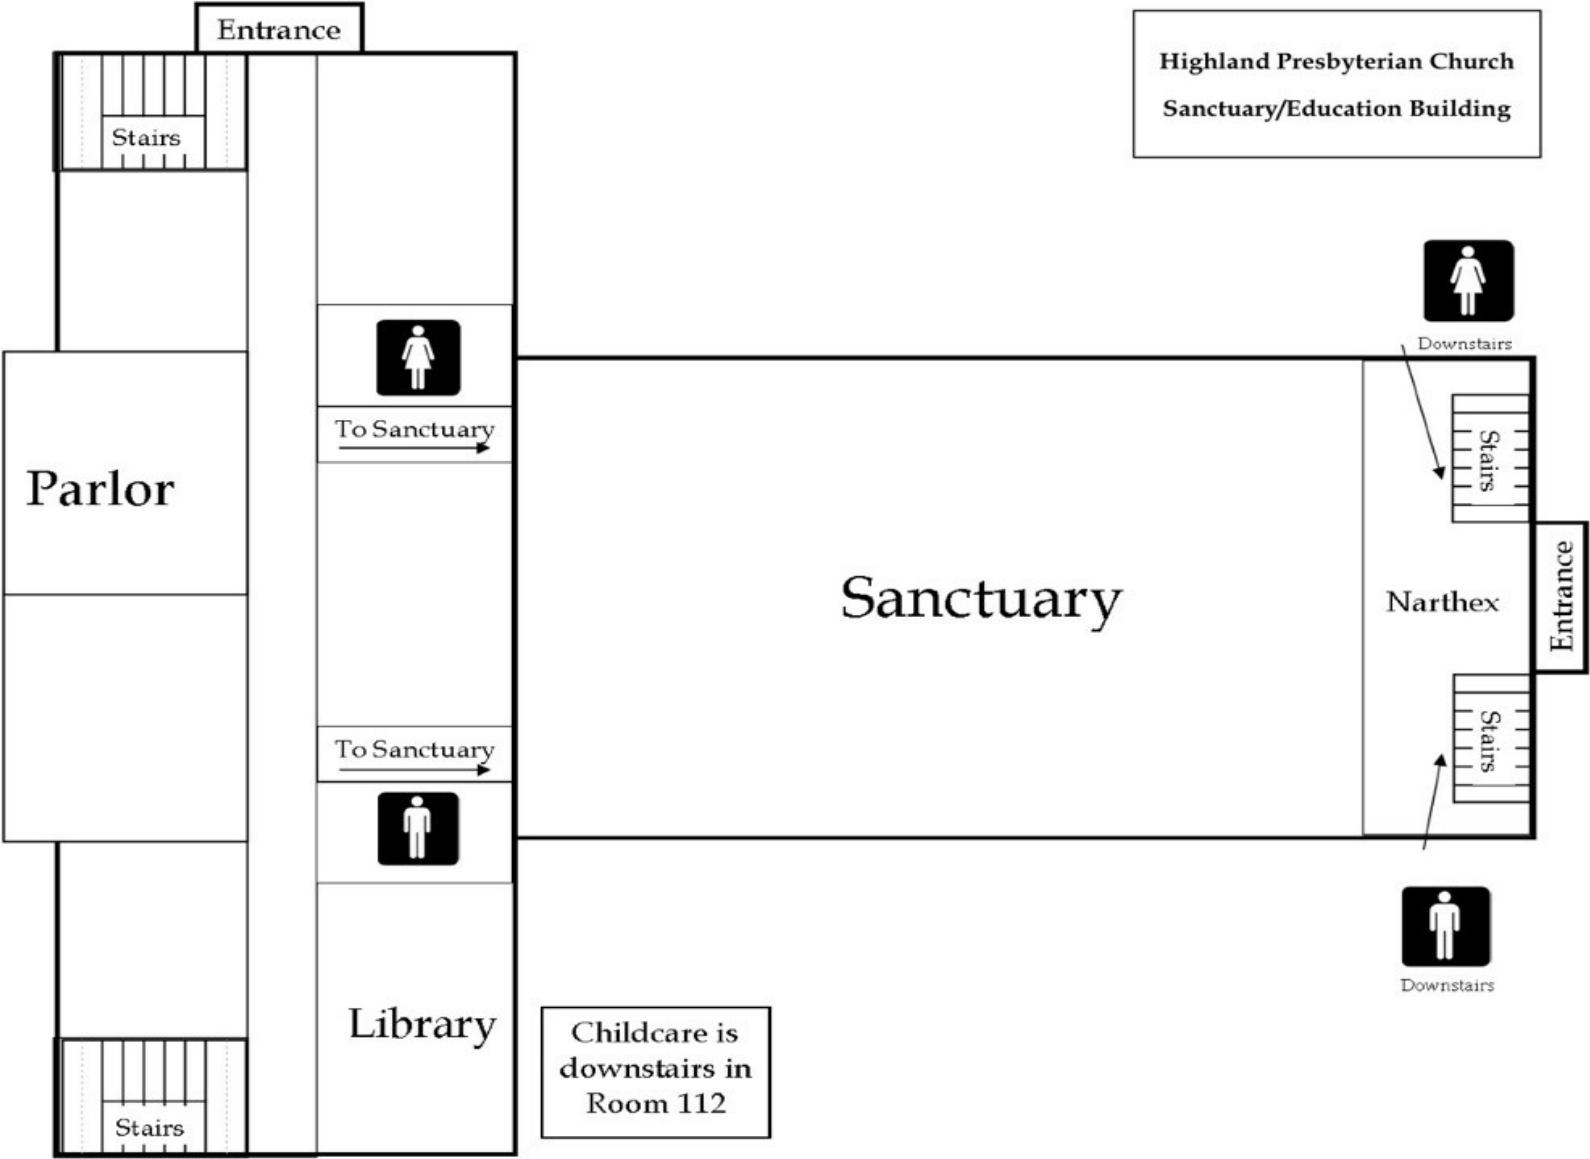 Entrance
Highland Presbyterian Church
Sanctuary/Education Building
Stairs
Downstairs
To Sanctuary
Stairs
Parlor
Sanctuary
Narthex
Entrance
To Sanctuary
Stairs
Downstairs
Library
Childcare is
downstairs in
Room 112
Stairs